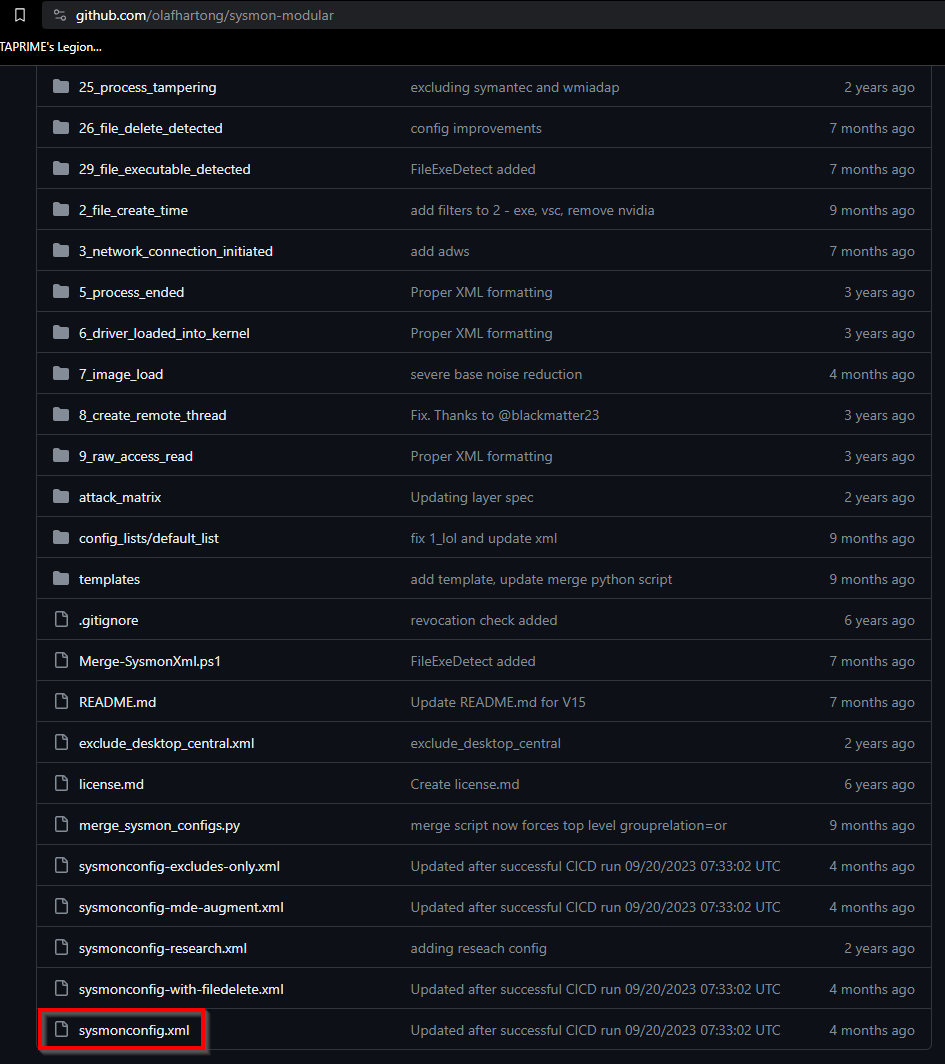 github.com/olafhartong/sysmon-modular
TAPRIME's Legion...
25_process_tampering excluding symantec and wmiadap 2 years ago
26_file_delete_detected config improvements 7 months ago
29_file_executable_detected FileExeDetect added 7 months ago
2_file_create_time add filters to 2 - exe, vsc, remove nvidia 9 months ago
3_network_connection_initiated add adws 7 months ago
5_process_ended Proper XML formatting 3 years ago
6_driver_loaded_into_kernel Proper XML formatting 3 years ago
7_image_load severe base noise reduction 4 months ago
8_create_remote_thread Fix. Thanks to @blackmatter23 3 years ago
9_raw_access_read Proper XML formatting 3 years ago
attack_matrix Updating layer spec 2 years ago
config_lists/default_list fix 1_lol and update xml 9 months ago
templates add template, update merge python script 9 months ago
.gitignore revocation check added 6 years ago
Merge-SysmonXml.ps1 FileExeDetect added 7 months ago
README.md Update README.md for V15 7 months ago
exclude_desktop_central.xml exclude_desktop_central 2 years ago
license.md Create license.md 6 years ago
merge_sysmon_configs.py merge script now forces top level grouprelation=or 9 months ago
sysmonconfig-excludes-only.xml Updated after successful CICD run 09/20/2023 07:33:02 UTC 4 months ago
sysmonconfig-mde-augment.xml Updated after successful CICD run 09/20/2023 07:33:02 UTC 4 months ago
sysmonconfig-research.xml adding reseach config 2 years ago
sysmonconfig-with-filedelete.xml Updated after successful CICD run 09/20/2023 07:33:02 UTC 4 months ago
sysmonconfig.xml Updated after successful CICD run 09/20/2023 07:33:02 UTC 4 months ago